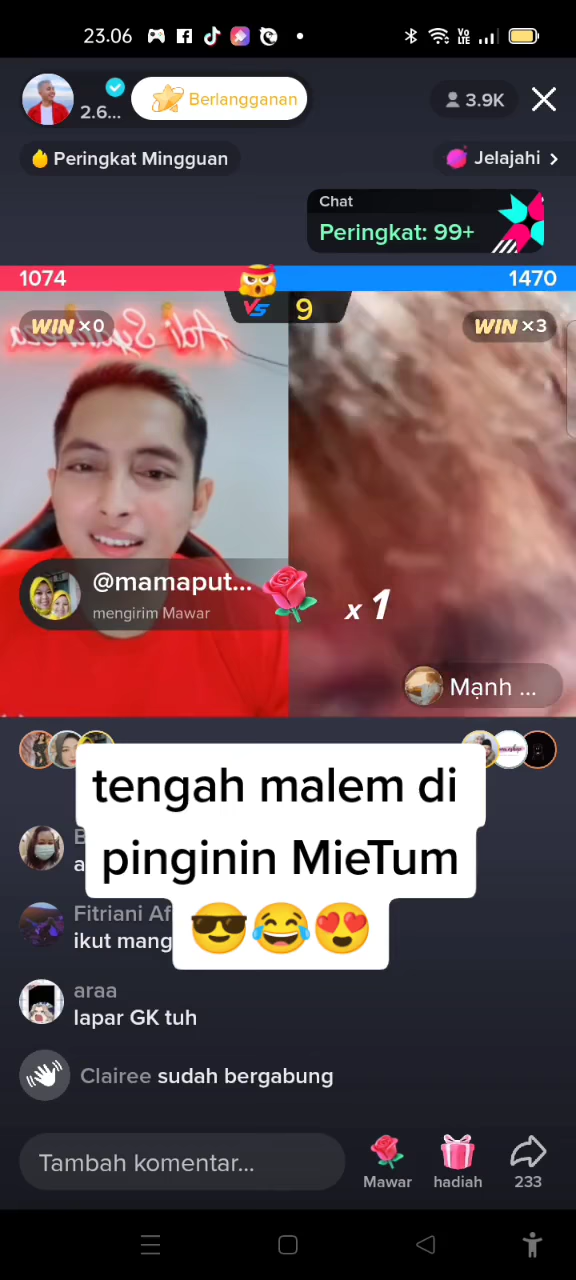 23.06
VoLTE
2.6...
Berlangganan
3.9K
Peringkat Mingguan
Jelajahi
Chat
Peringkat: 99+
1074
1470
VS
9
WIN ×0
WIN ×3
@mamaput...
mengirim Mawar
x 1
Mạnh ...
tengah malem di
pinginin MieTum
😎😂😍
B
a
Fitriani Af
ikut mang
araa
lapar GK tuh
Clairee sudah bergabung
Tambah komentar...
Mawar
hadiah
233